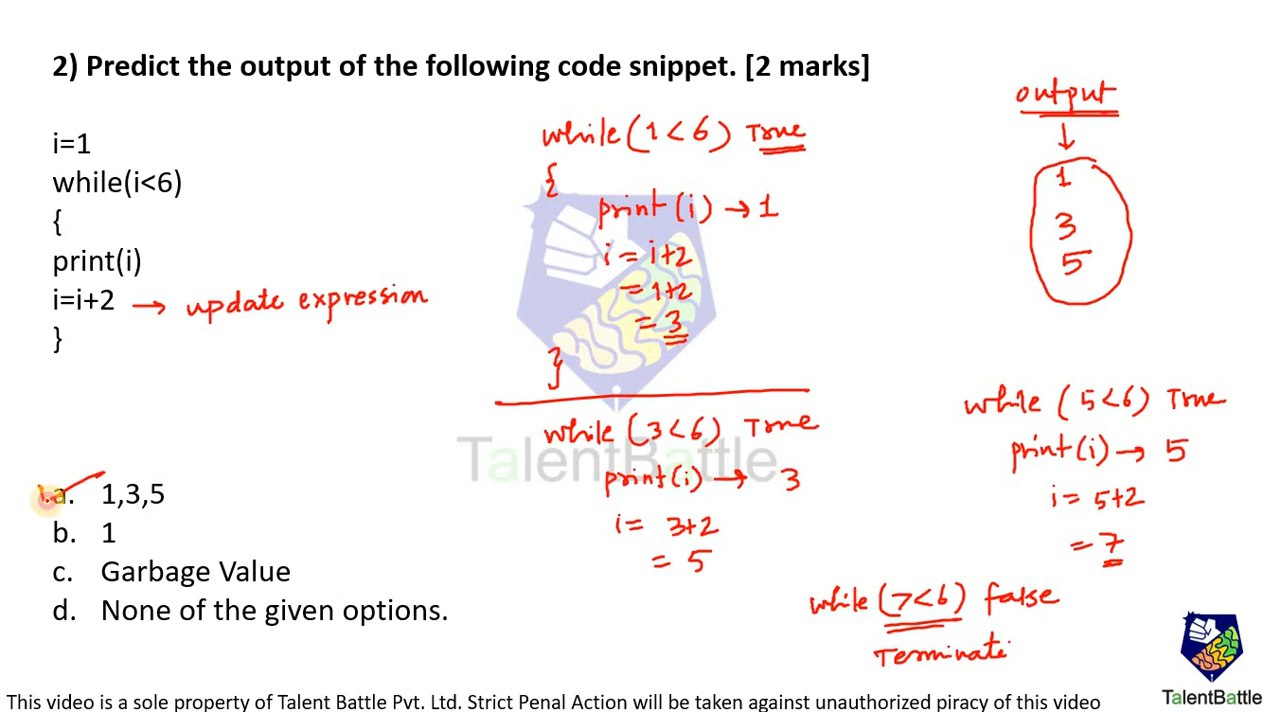 2) Predict the output of the following code snippet. [2 marks]
i=1
while(i<6)
{
print(i)
i=i+2 → update expression
}
a. 1,3,5
b. 1
c. Garbage Value
d. None of the given options.
while(1<6) True
{
print(i) → 1
i = i+2
= 1+2
= 3
}
while (3<6) True
print(i) → 3
i = 3+2
= 5
output
↓
1
3
5
while (5<6) True
print(i) → 5
i = 5+2
= 7
while (7<6) false
Terminate
TalentBattle
TalentBattle
This video is a sole property of Talent Battle Pvt. Ltd. Strict Penal Action will be taken against unauthorized piracy of this video